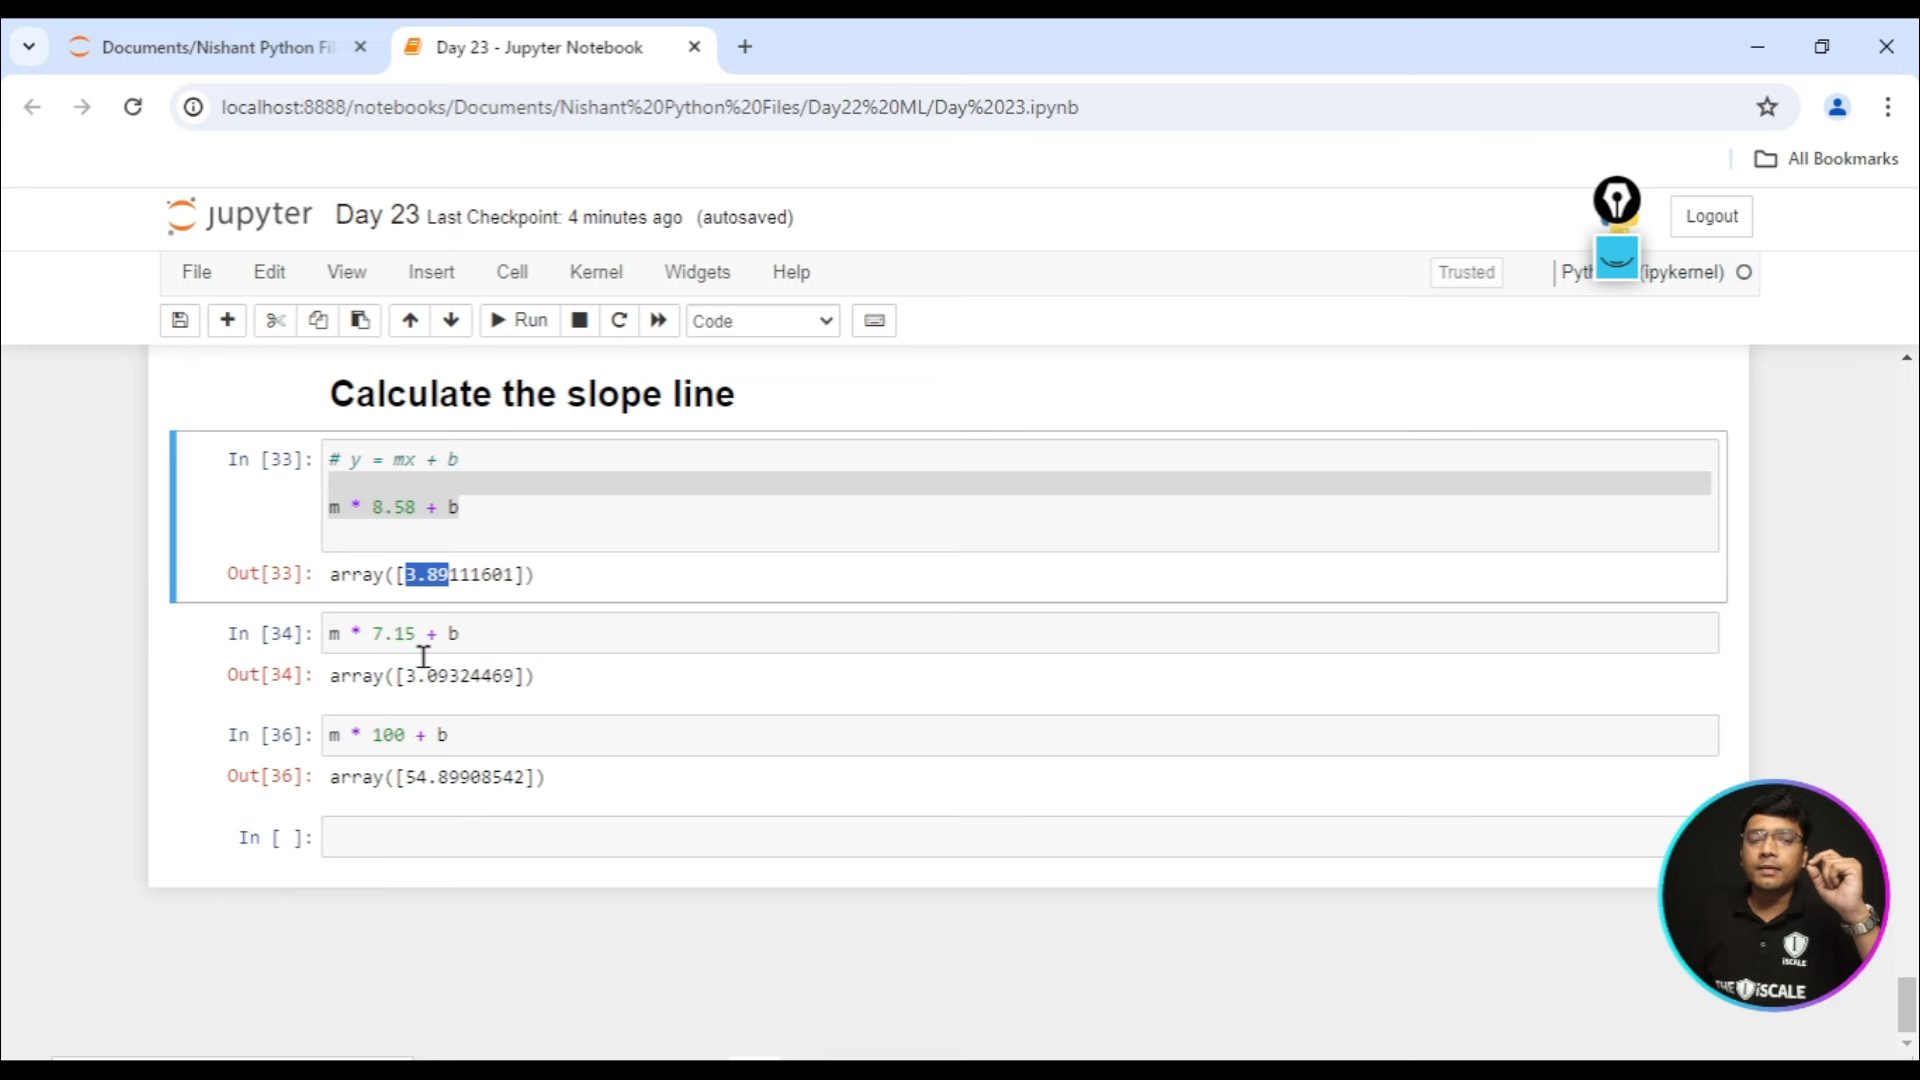 Documents/Nishant Python Fi
Day 23 - Jupyter Notebook
localhost:8888/notebooks/Documents/Nishant%20Python%20Files/Day22%20ML/Day%2023.ipynb
All Bookmarks
jupyter Day 23 Last Checkpoint: 4 minutes ago (autosaved)
Logout
File Edit View Insert Cell Kernel Widgets Help
Trusted
(ipykernel)
Run
Code
Calculate the slope line
In [33]: # y = mx + b
m * 8.58 + b
Out[33]: array([3.89111601])
In [34]: m * 7.15 + b
Out[34]: array([3.09324469])
In [36]: m * 100 + b
Out[36]: array([54.89908542])
In [ ]:
iSCALE
THE iSCALE